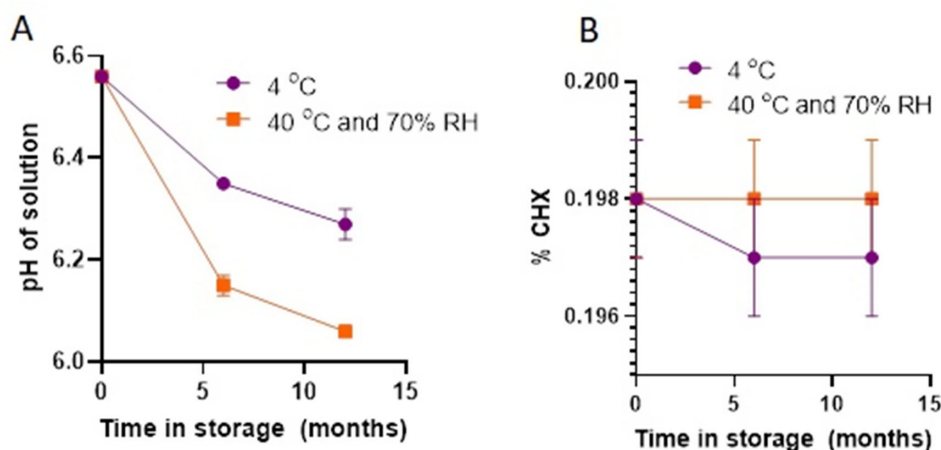 A
6.6
6.4
6.2
6.0
pH of solution
4 °C
40 °C and 70% RH
0
5
10
15
Time in storage (months)
B
0.200
0.198
0.196
% CHX
4 °C
40 °C and 70% RH
0
5
10
15
Time in storage (months)